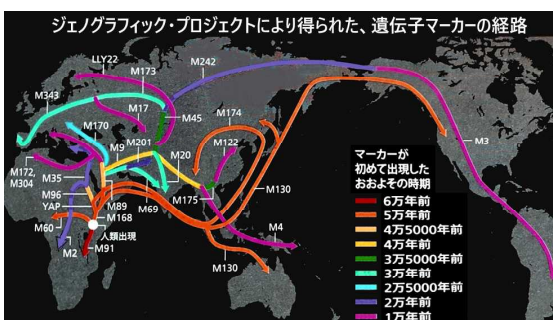 ジェノグラフィック・プロジェクトにより得られた、遺伝子マーカーの経路
LLY22
M173
M242
M343
M17
M45
M174
M170
M9
M201
M122
M20
M3
M172,
M304
M35
M96
YAP
M60
M89
M168
M69
M175
M130
M4
人類出現
M2
M91
M130
マーカーが
初めて出現した
おおよその時期
6万年前
5万年前
4万5000年前
4万年前
3万5000年前
3万年前
2万5000年前
2万年前
1万年前